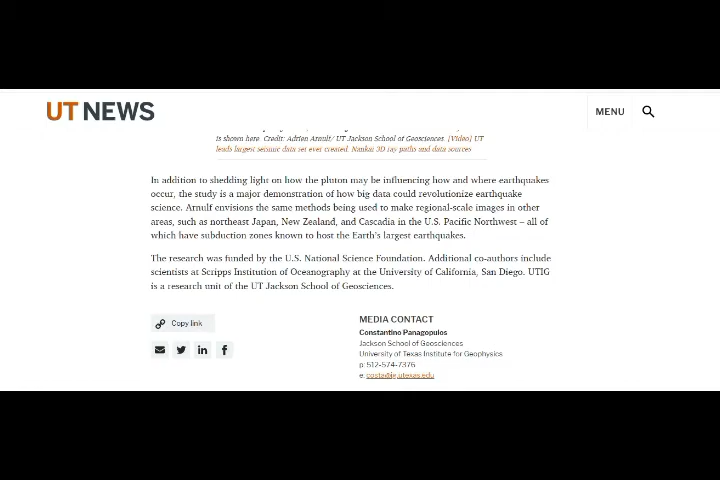 UT NEWS
MENU
is shown here. Credit: Adrien Arnulf/ UT Jackson School of Geosciences. [Video] UT
leads largest seismic data set ever created. Nankai 3D ray paths and data sources
In addition to shedding light on how the pluton may be influencing how and where earthquakes
occur, the study is a major demonstration of how big data could revolutionize earthquake
science. Arnulf envisions the same methods being used to make regional-scale images in other
areas, such as northeast Japan, New Zealand, and Cascadia in the U.S. Pacific Northwest – all of
which have subduction zones known to host the Earth's largest earthquakes.
The research was funded by the U.S. National Science Foundation. Additional co-authors include
scientists at Scripps Institution of Oceanography at the University of California, San Diego. UTIG
is a research unit of the UT Jackson School of Geosciences.
Copy link
MEDIA CONTACT
Constantino Panagopulos
Jackson School of Geosciences
University of Texas Institute for Geophysics
p: 512-574-7376
e: costa@ig.utexas.edu